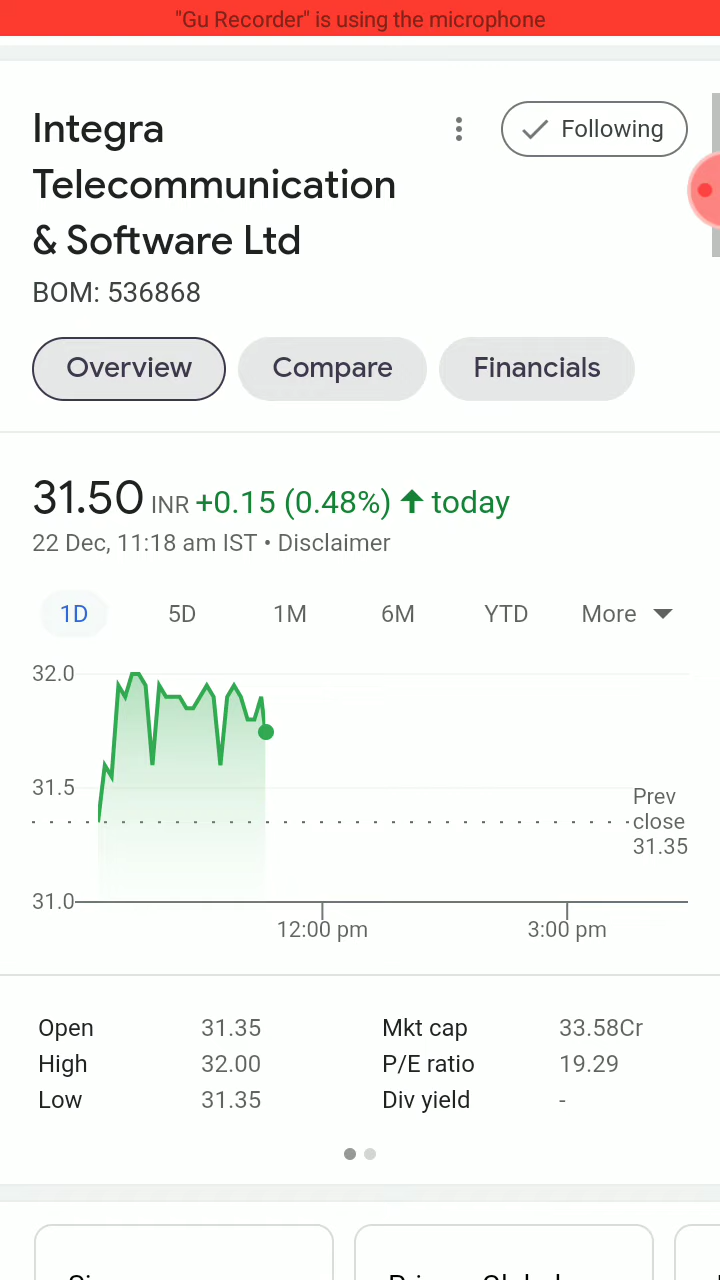 "Gu Recorder" is using the microphone
Integra
Telecommunication
& Software Ltd
Following
BOM: 536868
Overview Compare Financials
31.50 INR +0.15 (0.48%) ↑ today
22 Dec, 11:18 am IST • Disclaimer
1D 5D 1M 6M YTD More
32.0
31.5
31.0
Prev
close
31.35
12:00 pm 3:00 pm
Open 31.35 Mkt cap 33.58Cr
High 32.00 P/E ratio 19.29
Low 31.35 Div yield -